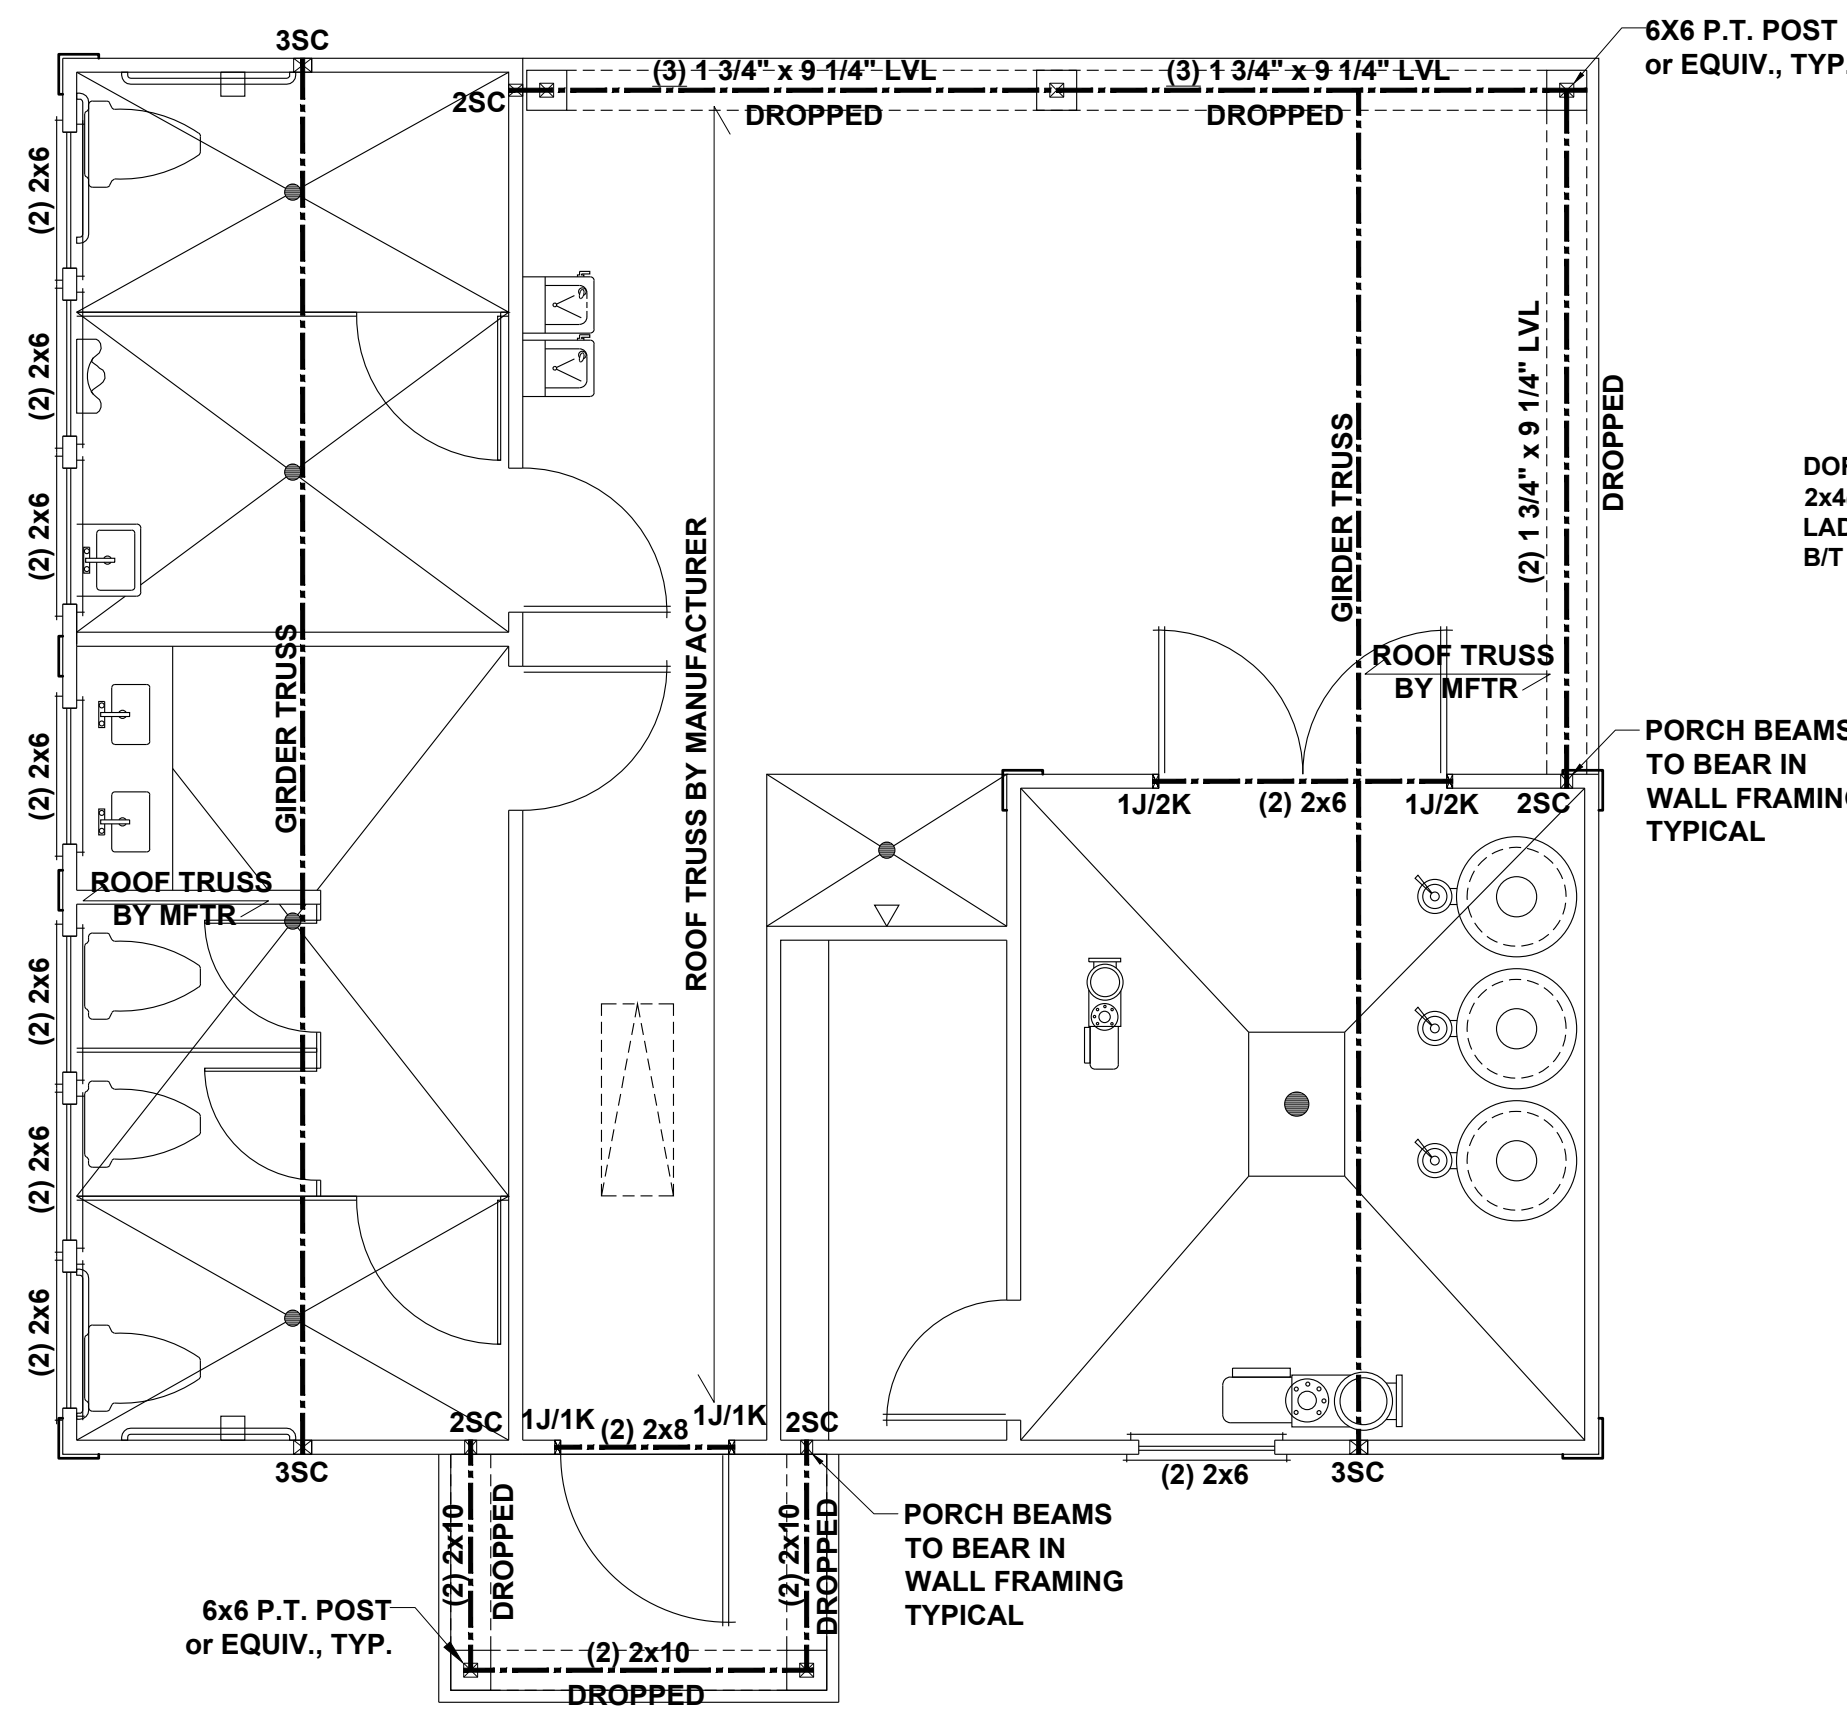 3SC
6X6 P.T. POST
or EQUIV., TYP.
(3) 1 3/4" x 9 1/4" LVL
DROPPED
(3) 1 3/4" x 9 1/4" LVL
DROPPED
2SC
(2) 2x6
(2) 2x6
(2) 2x6
(2) 2x6
(2) 2x6
(2) 2x6
(2) 2x6
GIRDER TRUSS
ROOF TRUSS BY MANUFACTURER
GIRDER TRUSS
(2) 1 3/4" x 9 1/4" LVL
DROPPED
2x4
B/T
ROOF TRUSS
BY MFTR
PORCH BEAMS
TO BEAR IN
WALL FRAMING
TYPICAL
1J/2K
(2) 2x6
1J/2K
2SC
ROOF TRUSS
BY MFTR
2SC
1J/1K
(2) 2x8
1J/1K
2SC
3SC
(2) 2x6
3SC
(2) 2x10
DROPPED
(2) 2x10
DROPPED
PORCH BEAMS
TO BEAR IN
WALL FRAMING
TYPICAL
6x6 P.T. POST
or EQUIV., TYP.
(2) 2x10
DROPPED